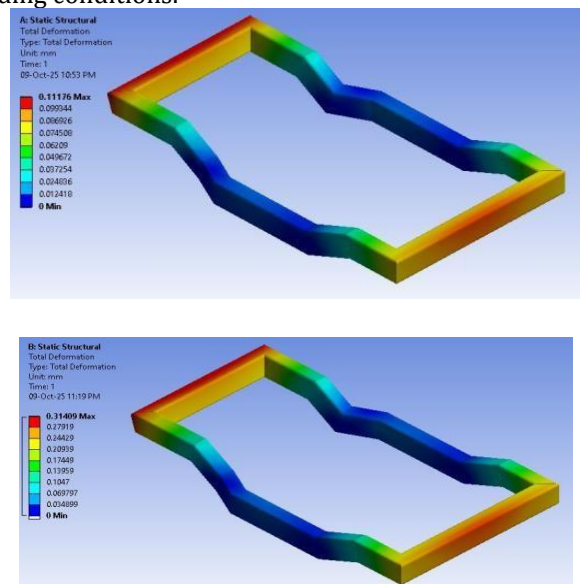 ding conditions.
A: Static Structural
Total Deformation
Type: Total Deformation
Unit: mm
Time: 1
09-Oct-25 10:53 PM
0.11176 Max
0.099344
0.086926
0.074508
0.06209
0.049672
0.037254
0.024836
0.012418
0 Min
B: Static Structural
Total Deformation
Type: Total Deformation
Unit: mm
Time: 1
09-Oct-25 11:19 PM
0.31409 Max
0.27919
0.24429
0.20939
0.17449
0.13959
0.1047
0.069797
0.034899
0 Min